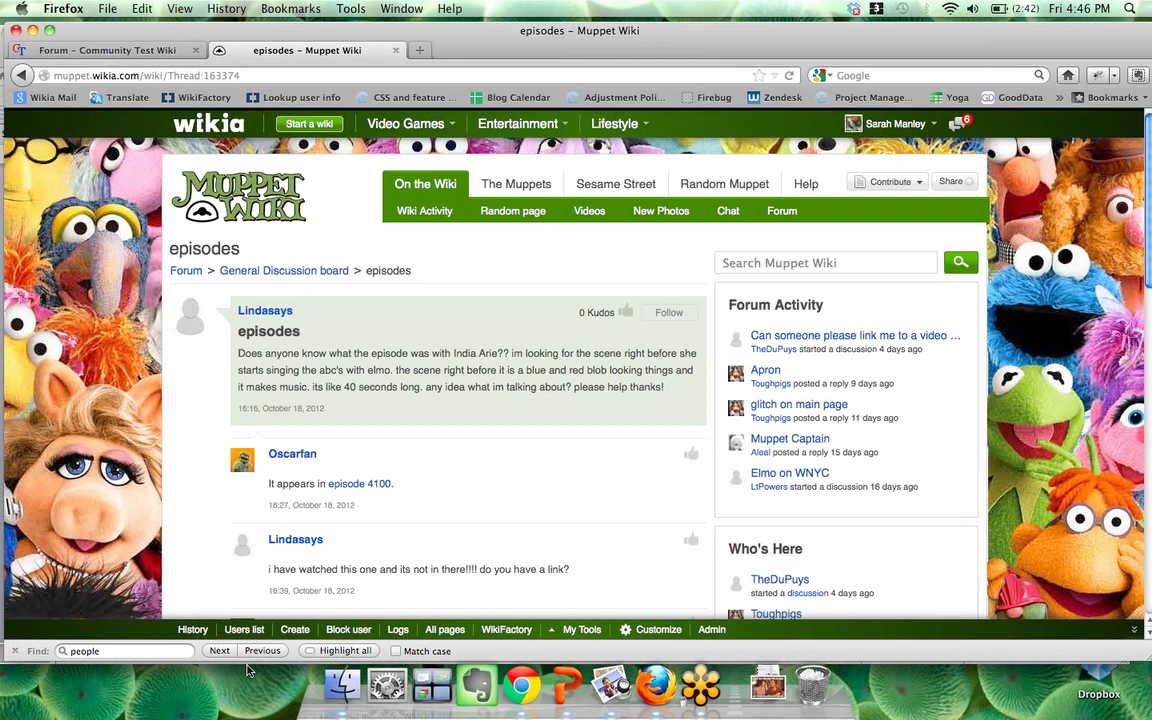 Firefox File Edit View History Bookmarks Tools Window Help
3 (2:42) Fri 4:46 PM
episodes – Muppet Wiki
GT Forum – Community Test Wiki
episodes – Muppet Wiki
muppet.wikia.com/wiki/Thread:163374
Google
Wikia Mail Translate WikiFactory Lookup user info CSS and feature ... Blog Calendar Adjustment Poli... Firebug Zendesk Project Manage... Yoga GoodData » Bookmarks
wikia Start a wiki Video Games Entertainment Lifestyle Sarah Manley 6
MUPPET WIKI
On the Wiki The Muppets Sesame Street Random Muppet Help Contribute Share
Wiki Activity Random page Videos New Photos Chat Forum
episodes
Forum > General Discussion board > episodes
Search Muppet Wiki
Lindasays
0 Kudos Follow
episodes
Does anyone know what the episode was with India Arie?? im looking for the scene right before she
starts singing the abc's with elmo. the scene right before it is a blue and red blob looking things and
it makes music. its like 40 seconds long. any idea what im talking about? please help thanks!
16:16, October 18, 2012
Oscarfan
It appears in episode 4100.
16:27, October 18, 2012
Lindasays
i have watched this one and its not in there!!!! do you have a link?
16:39, October 18, 2012
Forum Activity
Can someone please link me to a video ...
TheDuPuys started a discussion 4 days ago
Apron
Toughpigs posted a reply 9 days ago
glitch on main page
Toughpigs posted a reply 11 days ago
Muppet Captain
Aleal posted a reply 15 days ago
Elmo on WNYC
LtPowers started a discussion 16 days ago
Who's Here
TheDuPuys
started a discussion 4 days ago
Toughpigs
History Users list Create Block user Logs All pages WikiFactory My Tools Customize Admin
Find: people Next Previous Highlight all Match case
Dropbox